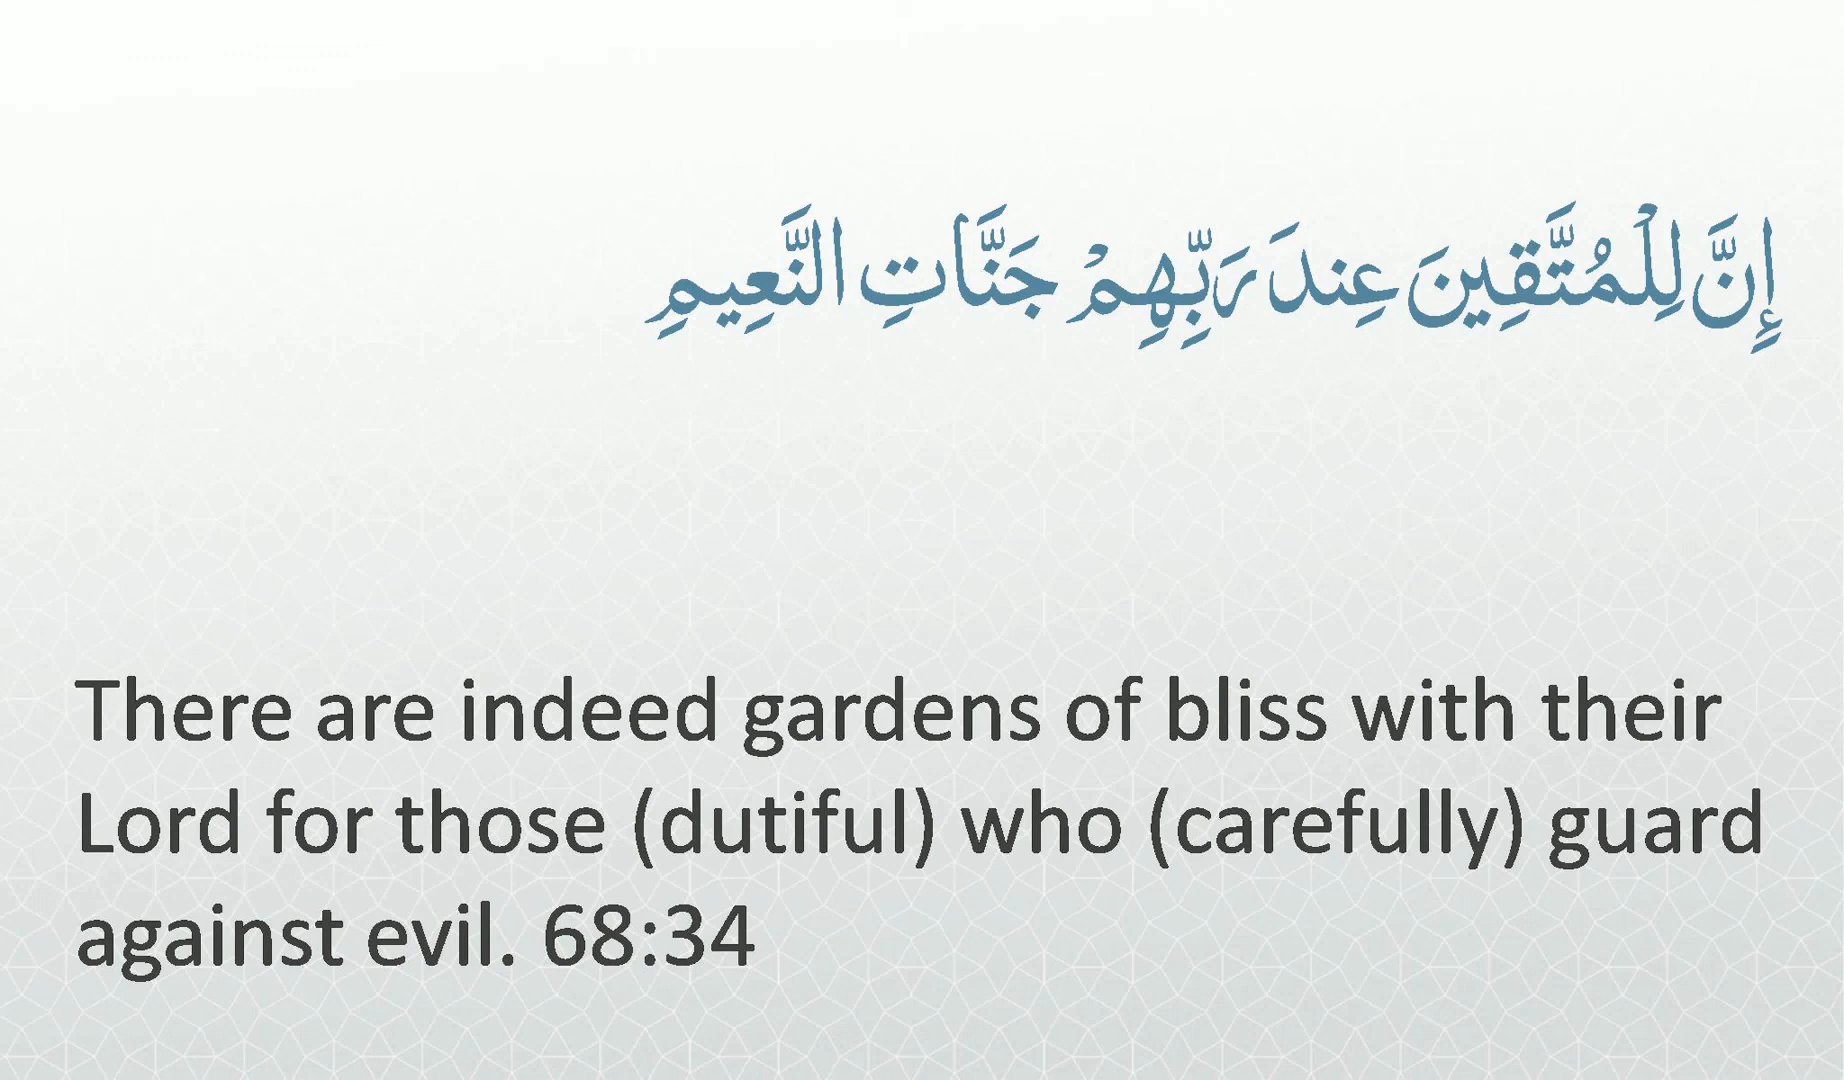 إِنَّ لِلْمُتَّقِينَ عِندَ رَبِّهِمْ جَنَّاتِ النَّعِيمِ
There are indeed gardens of bliss with their
Lord for those (dutiful) who (carefully) guard
against evil. 68:34